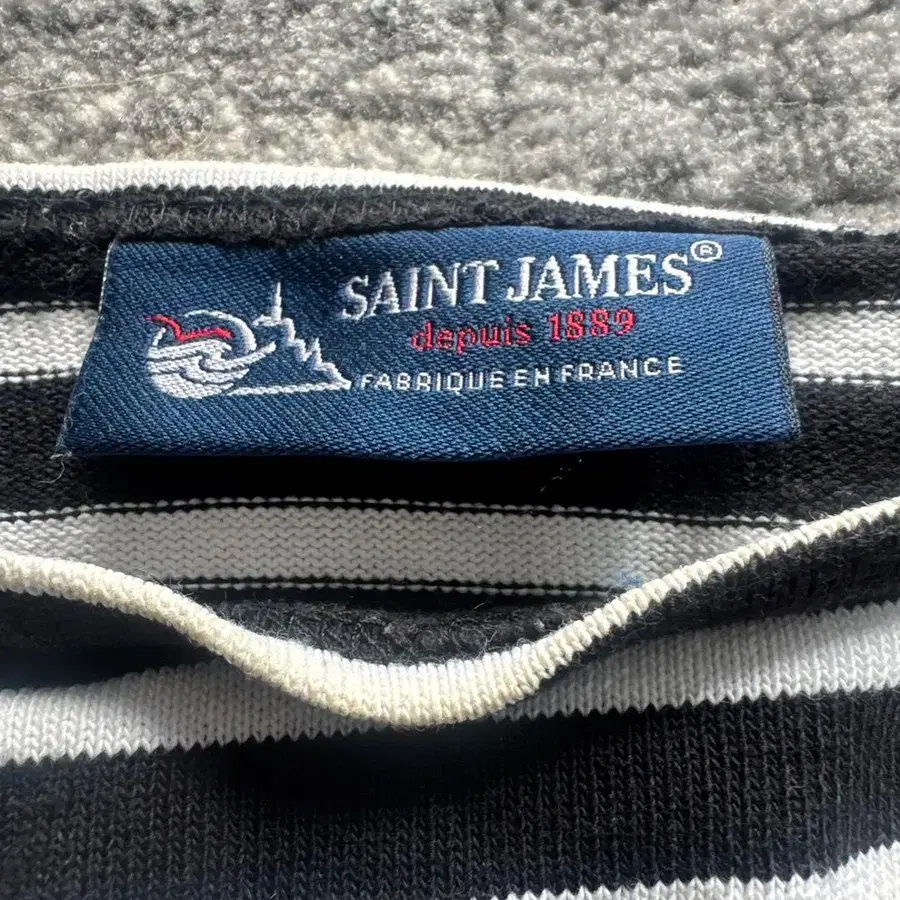 SAINT JAMES®
depuis 1889
FABRIQUE EN FRANCE